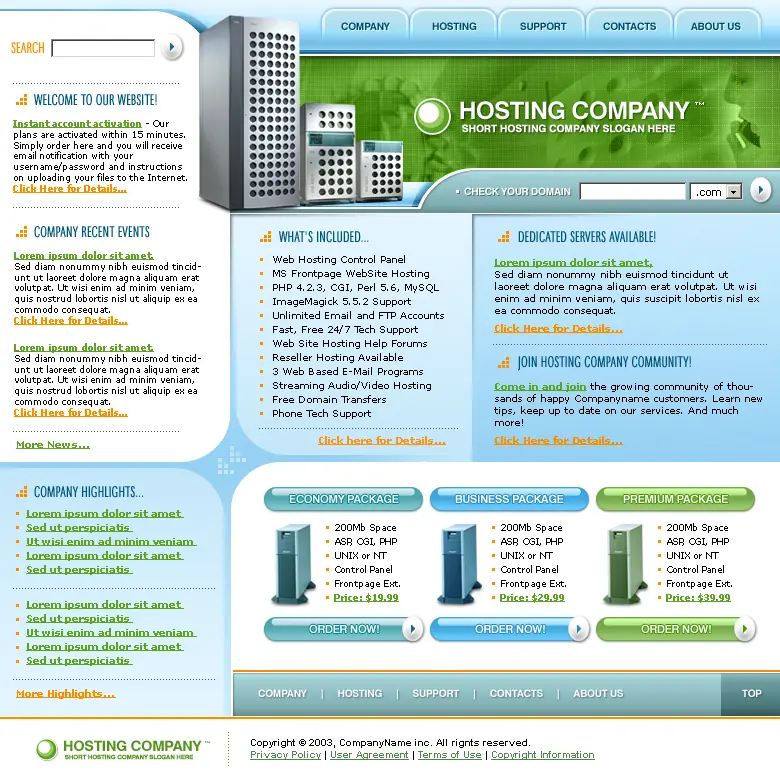 COMPANY
HOSTING
SUPPORT
CONTACTS
ABOUT US
SEARCH
HOSTING COMPANY™
SHORT HOSTING COMPANY SLOGAN HERE
CHECK YOUR DOMAIN
.com
WELCOME TO OUR WEBSITE!
Instant account activation - Our
plans are activated within 15 minutes.
Simply order here and you will receive
email notification with your
username/password and instructions
on uploading your files to the Internet.
Click Here for Details...
COMPANY RECENT EVENTS
Lorem ipsum dolor sit amet.
Sed diam nonummy nibh euismod tincid-
unt ut laoreet dolore magna aliquam erat
volutpat. Ut wisi enim ad minim veniam,
quis nostrud lobortis nisl ut aliquip ex ea
commodo consequat.
Click Here for Details...
Lorem ipsum dolor sit amet.
Sed diam nonummy nibh euismod tincid-
unt ut laoreet dolore magna aliquam erat
volutpat. Ut wisi enim ad minim veniam,
quis nostrud lobortis nisl ut aliquip ex ea
commodo consequat.
Click Here for Details...
More News...
WHAT'S INCLUDED...
Web Hosting Control Panel
MS Frontpage WebSite Hosting
PHP 4.2.3, CGI, Perl 5.6, MySQL
ImageMagick 5.5.2 Support
Unlimited Email and FTP Accounts
Fast, Free 24/7 Tech Support
Web Site Hosting Help Forums
Reseller Hosting Available
3 Web Based E-Mail Programs
Streaming Audio/Video Hosting
Free Domain Transfers
Phone Tech Support
Click here for Details...
DEDICATED SERVERS AVAILABLE!
Lorem ipsum dolor sit amet,
Sed diam nonummy nibh euismod tincidunt ut
laoreet dolore magna aliquam erat volutpat. Ut wisi
enim ad minim veniam, quis suscipit lobortis nisl ex
ea commodo consequat.
Click Here for Details...
JOIN HOSTING COMPANY COMMUNITY!
Come in and join the growing community of thou-
sands of happy Companyname customers. Learn new
tips, keep up to date on our services. And much
more!
Click Here for Details...
COMPANY HIGHLIGHTS...
Lorem ipsum dolor sit amet
Sed ut perspiciatis
Ut wisi enim ad minim veniam
Lorem ipsum dolor sit amet
Sed ut perspiciatis
Lorem ipsum dolor sit amet
Sed ut perspiciatis
Ut wisi enim ad minim veniam
Lorem ipsum dolor sit amet
Sed ut perspiciatis
More Highlights...
ECONOMY PACKAGE
200Mb Space
ASP, CGI, PHP
UNIX or NT
Control Panel
Frontpage Ext.
Price: $19.99
ORDER NOW!
BUSINESS PACKAGE
200Mb Space
ASP, CGI, PHP
UNIX or NT
Control Panel
Frontpage Ext.
Price: $29.99
ORDER NOW!
PREMIUM PACKAGE
200Mb Space
ASP, CGI, PHP
UNIX or NT
Control Panel
Frontpage Ext.
Price: $39.99
ORDER NOW!
COMPANY | HOSTING | SUPPORT | CONTACTS | ABOUT US
TOP
HOSTING COMPANY™
SHORT HOSTING COMPANY SLOGAN HERE
Copyright © 2003, CompanyName inc. All rights reserved.
Privacy Policy | User Agreement | Terms of Use | Copyright Information